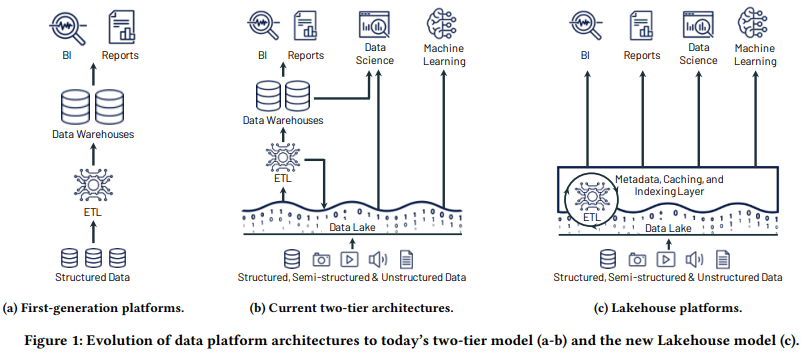 BI Reports
Data Warehouses
ETL
Structured Data
(a) First-generation platforms.
BI Reports Data Science Machine Learning
Data Warehouses
ETL
Data Lake
Structured, Semi-structured & Unstructured Data
(b) Current two-tier architectures.
BI Reports Data Science Machine Learning
Metadata, Caching, and
Indexing Layer
ETL
Data Lake
Structured, Semi-structured & Unstructured Data
(c) Lakehouse platforms.
Figure 1: Evolution of data platform architectures to today's two-tier model (a-b) and the new Lakehouse model (c).